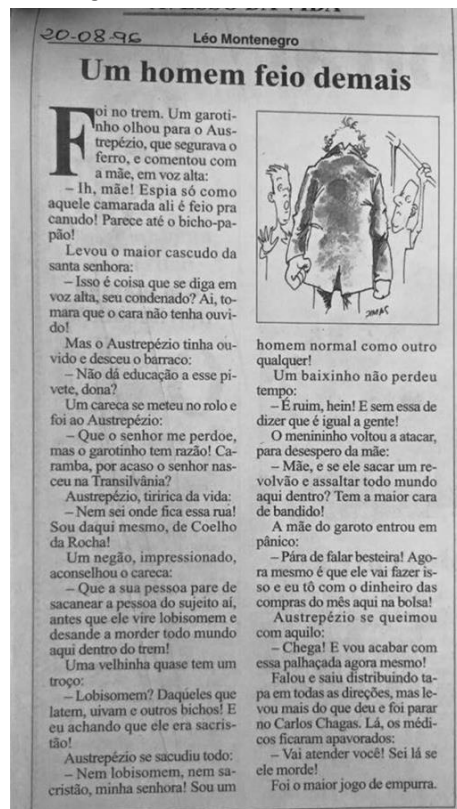 AVESSO DA VIDA
20-08-96
Léo Montenegro
Um homem feio demais
Foi no trem. Um garoti-
nho olhou para o Aus-
trepézio, que segurava o
ferro, e comentou com
a mãe, em voz alta:
– Ih, mãe! Espia só como
aquele camarada ali é feio pra
canudo! Parece até o bicho-pa-
pão!
Levou o maior cascudo da
santa senhora:
– Isso é coisa que se diga em
voz alta, seu condenado? Ai, to-
mara que o cara não tenha ouvi-
do!
Mas o Austrepézio tinha ou-
vido e desceu o barraco:
– Não dá educação a esse pi-
vete, dona?
Um careca se meteu no rolo e
foi ao Austrepézio:
– Que o senhor me perdoe,
mas o garotinho tem razão! Ca-
ramba, por acaso o senhor nas-
ceu na Transilvânia?
Austrepézio, tiririca da vida:
– Nem sei onde fica essa rua!
Sou daqui mesmo, de Coelho
da Rocha!
Um negão, impressionado,
aconselhou o careca:
– Que a sua pessoa pare de
sacanear a pessoa do sujeito aí,
antes que ele vire lobisomem e
desande a morder todo mundo
aqui dentro do trem!
Uma velhinha quase tem um
troço:
– Lobisomem? Daqueles que
latem, uivam e outros bichos! E
eu achando que ele era sacris-
tão!
Austrepézio se sacudiu todo:
– Nem lobisomem, nem sa-
cristão, minha senhora! Sou um
homem normal como outro
qualquer!
Um baixinho não perdeu
tempo:
– É ruim, hein! E sem essa de
dizer que é igual a gente!
O menininho voltou a atacar,
para desespero da mãe:
– Mãe, e se ele sacar um re-
volvão e assaltar todo mundo
aqui dentro? Tem a maior cara
de bandido!
A mãe do garoto entrou em
pânico:
– Pára de falar besteira! Ago-
ra mesmo é que ele vai fazer is-
so e eu tô com o dinheiro das
compras do mês aqui na bolsa!
Austrepézio se queimou
com aquilo:
– Chega! E vou acabar com
essa palhaçada agora mesmo!
Falou e saiu distribuindo ta-
pa em todas as direções, mas le-
vou mais do que deu e foi parar
no Carlos Chagas. Lá, os médi-
cos ficaram apavorados:
– Vai atender você! Sei lá se
ele morde!
Foi o maior jogo de empurra.